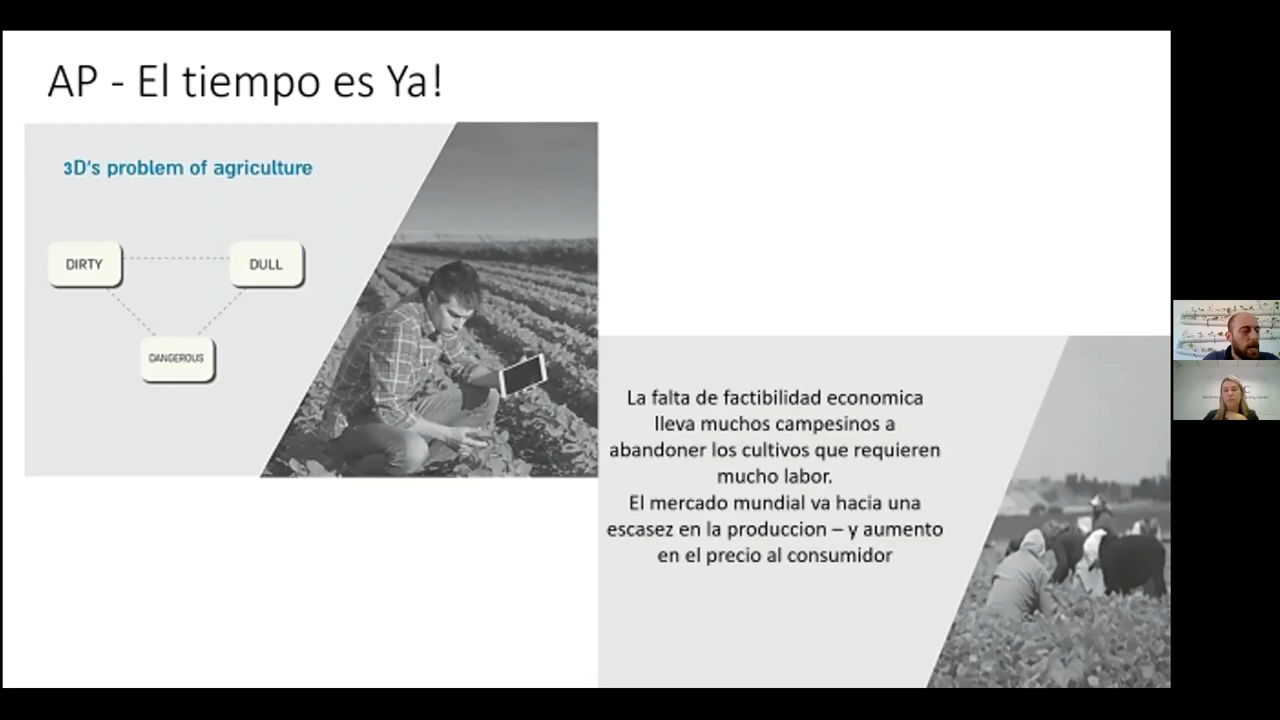 AP - El tiempo es Ya!
3D's problem of agriculture
DIRTY
DULL
DANGEROUS
La falta de factibilidad economica
lleva muchos campesinos a
abandoner los cultivos que requieren
mucho labor.
El mercado mundial va hacia una
escasez en la produccion – y aumento
en el precio al consumidor